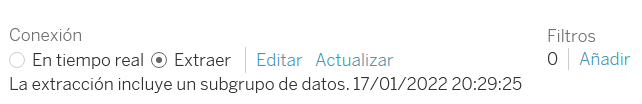 Conexión
Filtros
En tiempo real Extraer Editar Actualizar
0 Añadir
La extracción incluye un subgrupo de datos. 17/01/2022 20:29:25